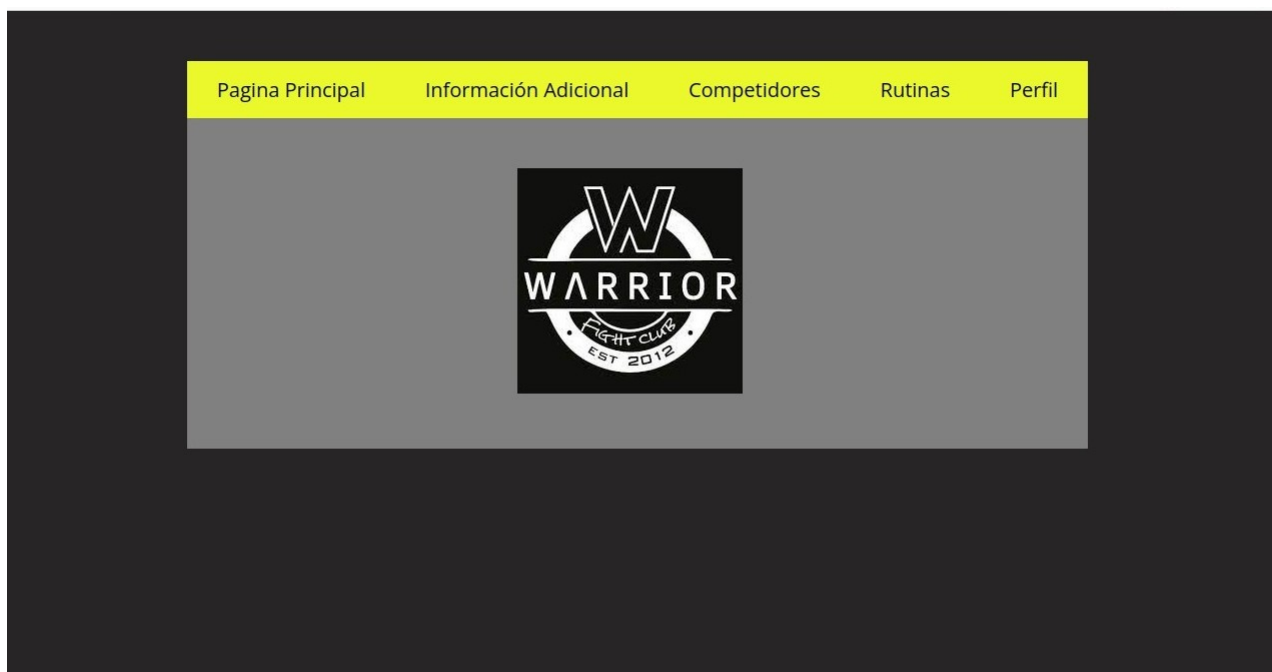 Pagina Principal Información Adicional Competidores Rutinas Perfil
W
WARRIOR
FIGHT CLUB
EST 2012